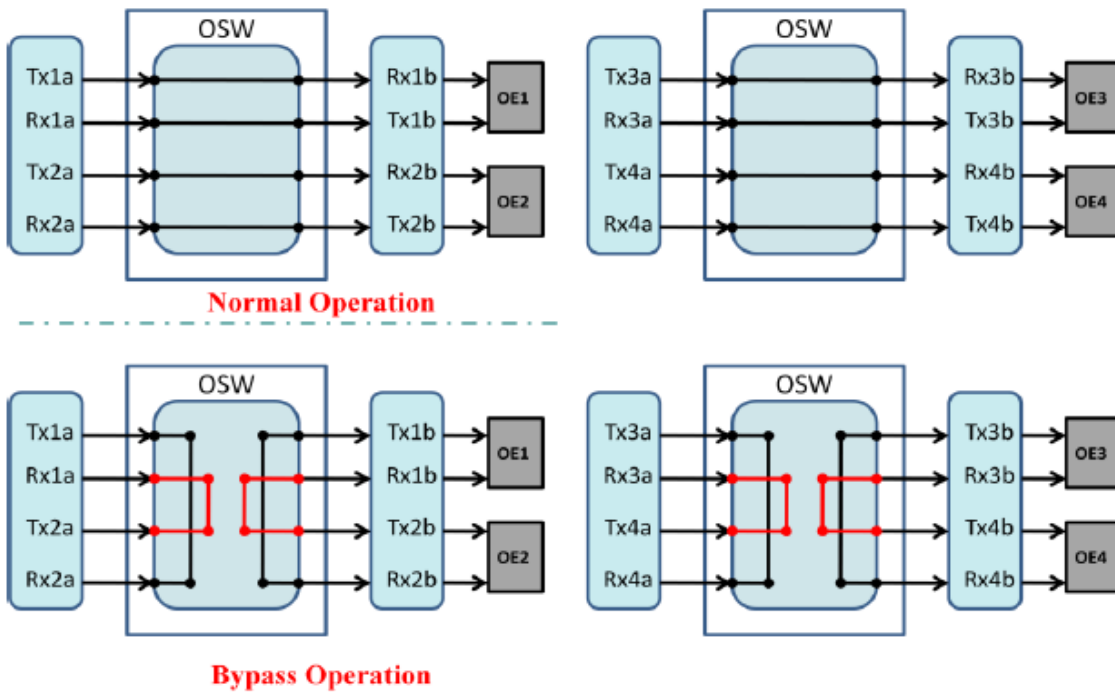 OSW
Tx1a
Rx1a
Tx2a
Rx2a
Rx1b
Tx1b
Rx2b
Tx2b
OE1
OE2
OSW
Tx3a
Rx3a
Tx4a
Rx4a
Rx3b
Tx3b
Rx4b
Tx4b
OE3
OE4
Normal Operation
OSW
Tx1a
Rx1a
Tx2a
Rx2a
Tx1b
Rx1b
Tx2b
Rx2b
OE1
OE2
OSW
Tx3a
Rx3a
Tx4a
Rx4a
Tx3b
Rx3b
Tx4b
Rx4b
OE3
OE4
Bypass Operation